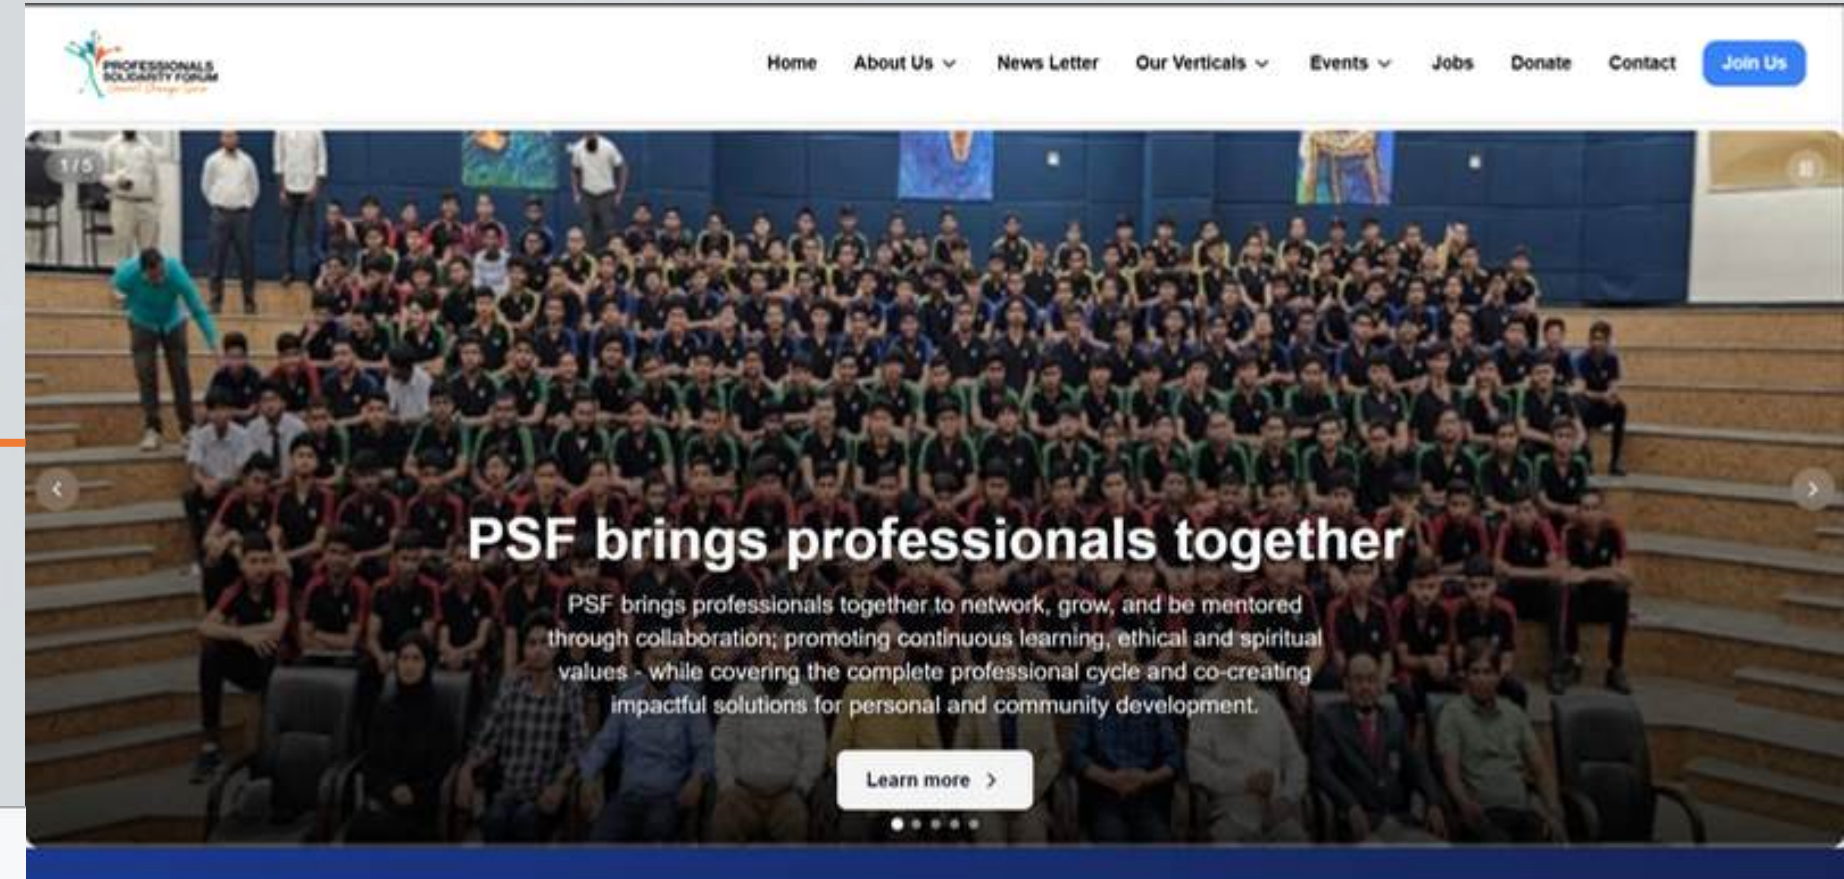 PROFESSIONALS
SOLIDARITY FORUM
Home About Us News Letter Our Verticals Events Jobs Donate Contact Join Us
1 / 5
PSF brings professionals together
PSF brings professionals together to network, grow, and be mentored
through collaboration; promoting continuous learning, ethical and spiritual
values - while covering the complete professional cycle and co-creating
impactful solutions for personal and community development.
Learn more